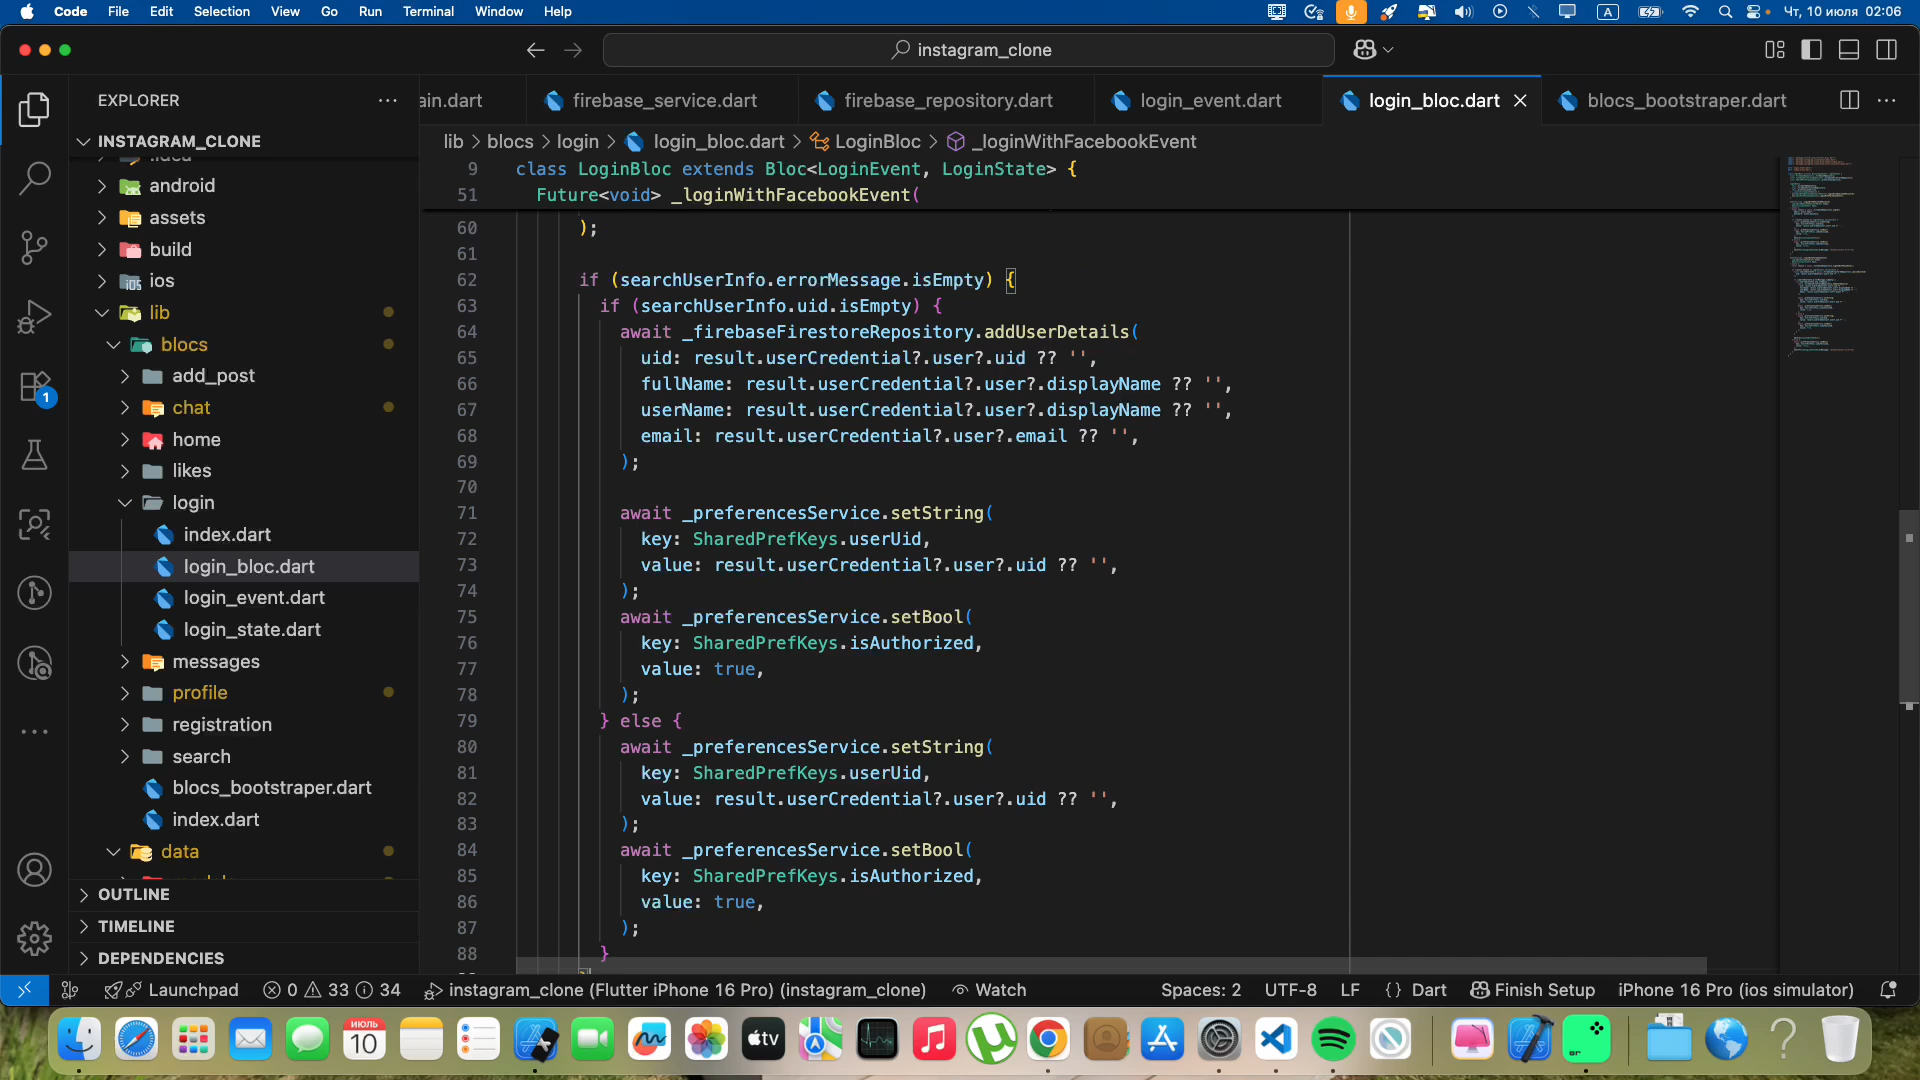 Code File Edit Selection View Go Run Terminal Window Help A Чт, 10 июля 02:06
instagram_clone
EXPLORER
ain.dart firebase_service.dart firebase_repository.dart login_event.dart login_bloc.dart blocs_bootstraper.dart
INSTAGRAM_CLONE
lib > blocs > login > login_bloc.dart > LoginBloc > _loginWithFacebookEvent
.idea
android
assets
build
ios
lib
blocs
add_post
chat
home
likes
login
index.dart
login_bloc.dart
login_event.dart
login_state.dart
messages
profile
registration
search
blocs_bootstraper.dart
index.dart
data
OUTLINE
TIMELINE
DEPENDENCIES
1
9 class LoginBloc extends Bloc<LoginEvent, LoginState> {
51 Future<void> _loginWithFacebookEvent(
60 );
61
62 if (searchUserInfo.errorMessage.isEmpty) {
63 if (searchUserInfo.uid.isEmpty) {
64 await _firebaseFirestoreRepository.addUserDetails(
65 uid: result.userCredential?.user?.uid ?? '',
66 fullName: result.userCredential?.user?.displayName ?? '',
67 userName: result.userCredential?.user?.displayName ?? '',
68 email: result.userCredential?.user?.email ?? '',
69 );
70
71 await _preferencesService.setString(
72 key: SharedPrefKeys.userUid,
73 value: result.userCredential?.user?.uid ?? '',
74 );
75 await _preferencesService.setBool(
76 key: SharedPrefKeys.isAuthorized,
77 value: true,
78 );
79 } else {
80 await _preferencesService.setString(
81 key: SharedPrefKeys.userUid,
82 value: result.userCredential?.user?.uid ?? '',
83 );
84 await _preferencesService.setBool(
85 key: SharedPrefKeys.isAuthorized,
86 value: true,
87 );
88 }
Launchpad 0 33 34 instagram_clone (Flutter iPhone 16 Pro) (instagram_clone) Watch Spaces: 2 UTF-8 LF {} Dart Finish Setup iPhone 16 Pro (ios simulator)
ИЮЛЬ
10
tv